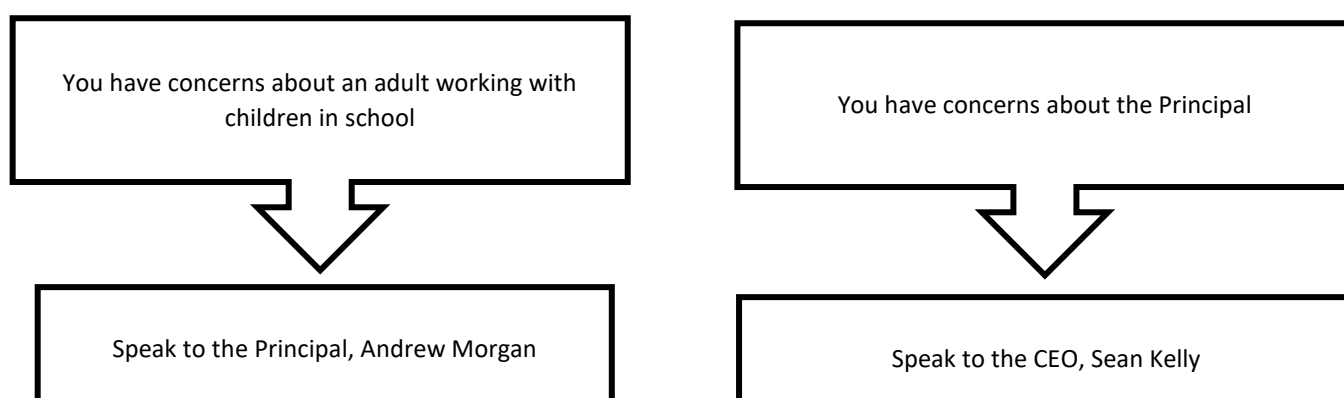 You have concerns about an adult working with
children in school
Speak to the Principal, Andrew Morgan
You have concerns about the Principal
Speak to the CEO, Sean Kelly